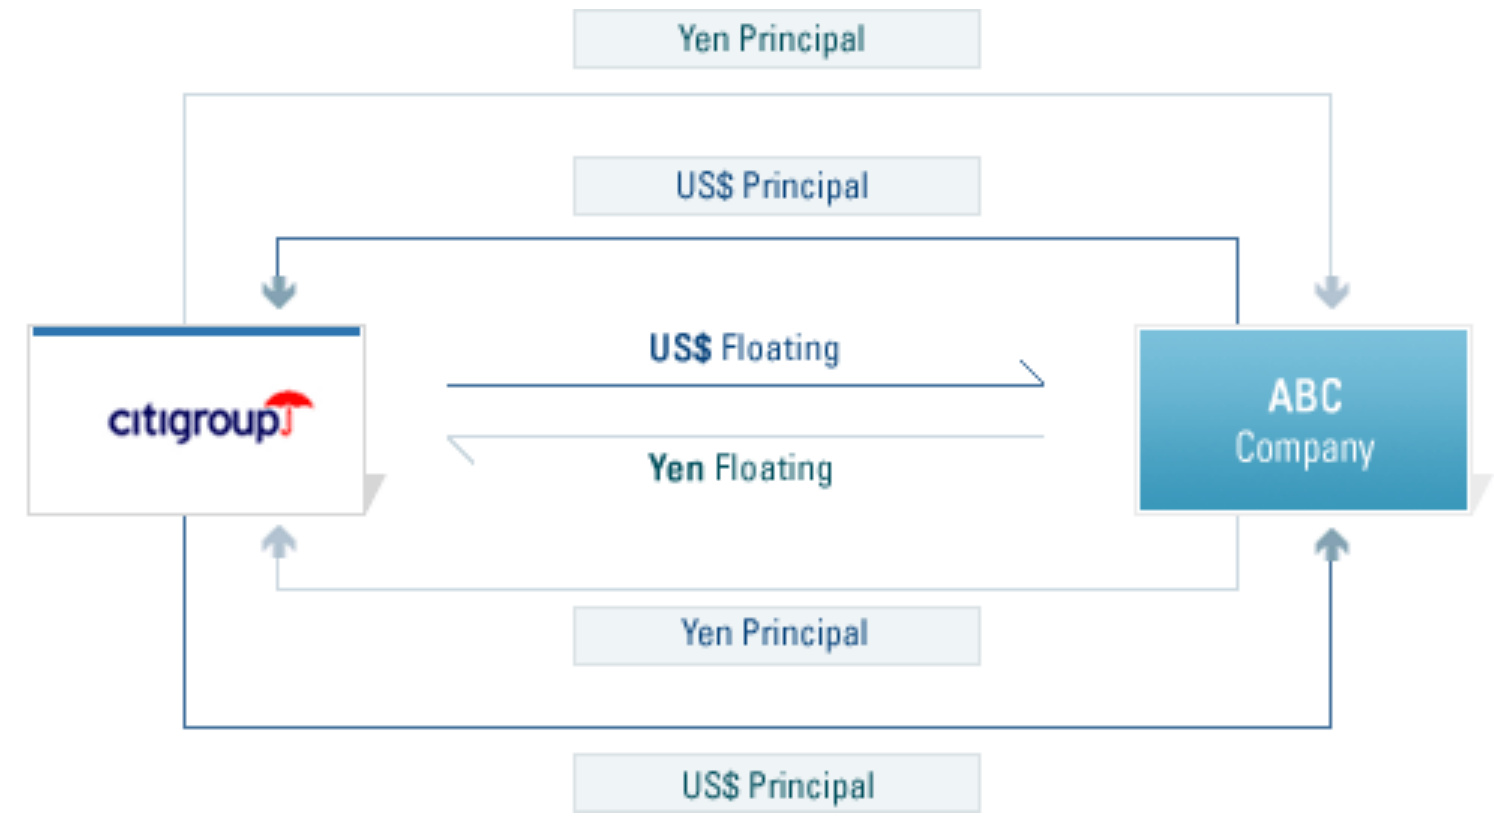 Yen Principal
US$ Principal
US$ Floating
citigroup
ABC
Company
Yen Floating
Yen Principal
US$ Principal